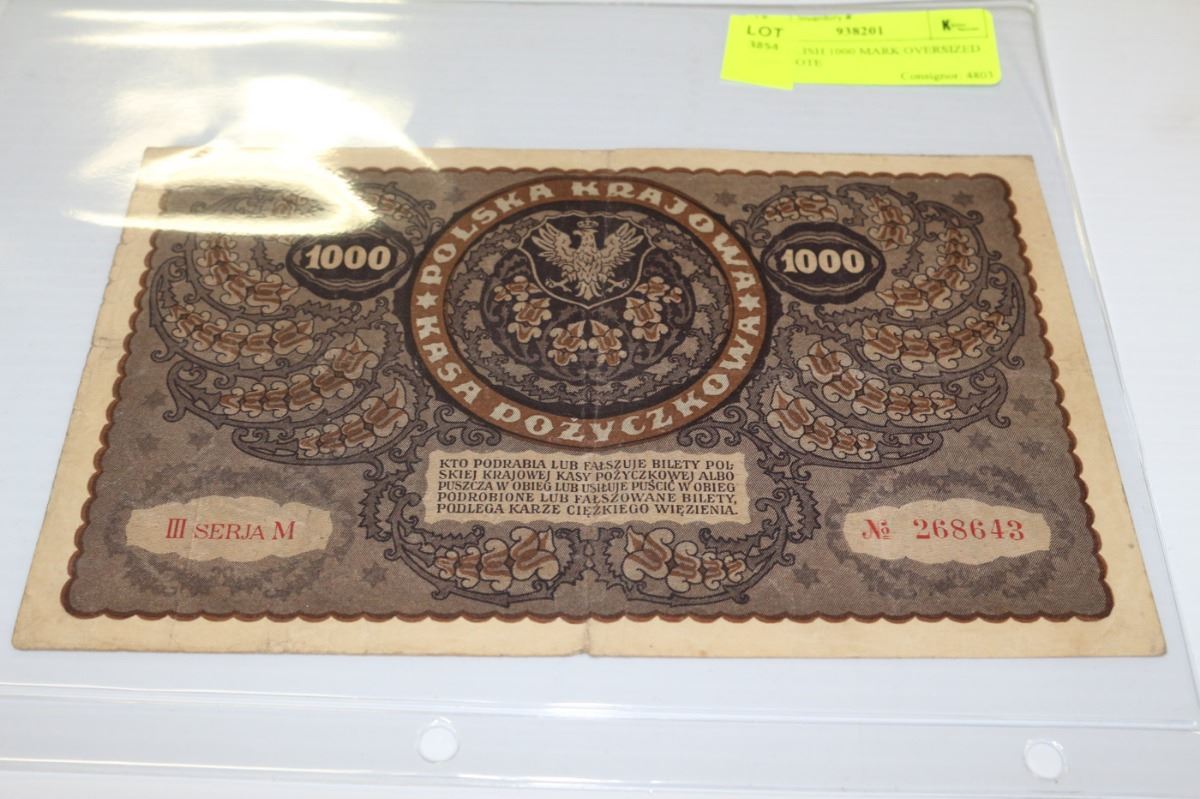 LOT
3854
938201
1000 MARK OVERSIZED
Consignor: 4803
POLSKA KRAJOWA
KASA POŻYCZKOWA
1000
1000
KTO PODRABIA LUB FAŁSZUJE BILETY POL-
SKIEJ KRAJOWEJ KASY POŻYCZKOWEJ ALBO
PUSZCZA W OBIEG LUB USIŁUJE PUŚCIĆ W OBIEG
PODROBIONE LUB FAŁSZOWANE BILETY,
PODLEGA KARZE CIĘŻKIEGO WIĘZIENIA.
III SERJA M
№ 268643